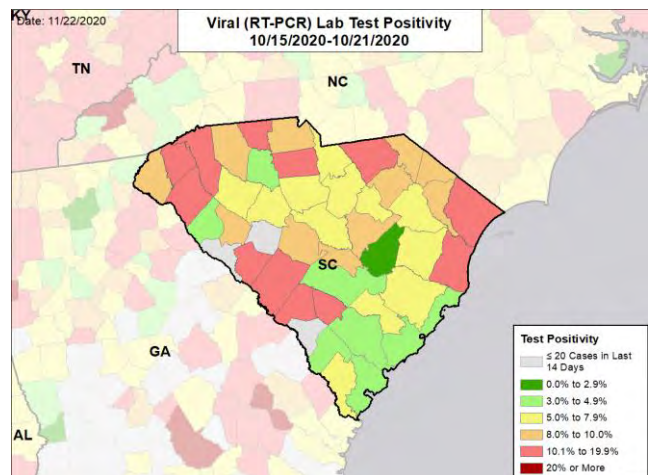 KY
Date: 11/22/2020
Viral (RT-PCR) Lab Test Positivity
10/15/2020-10/21/2020
TN
NC
SC
GA
AL
Test Positivity
≤ 20 Cases in Last
14 Days
0.0% to 2.9%
3.0% to 4.9%
5.0% to 7.9%
8.0% to 10.0%
10.1% to 19.9%
20% or More